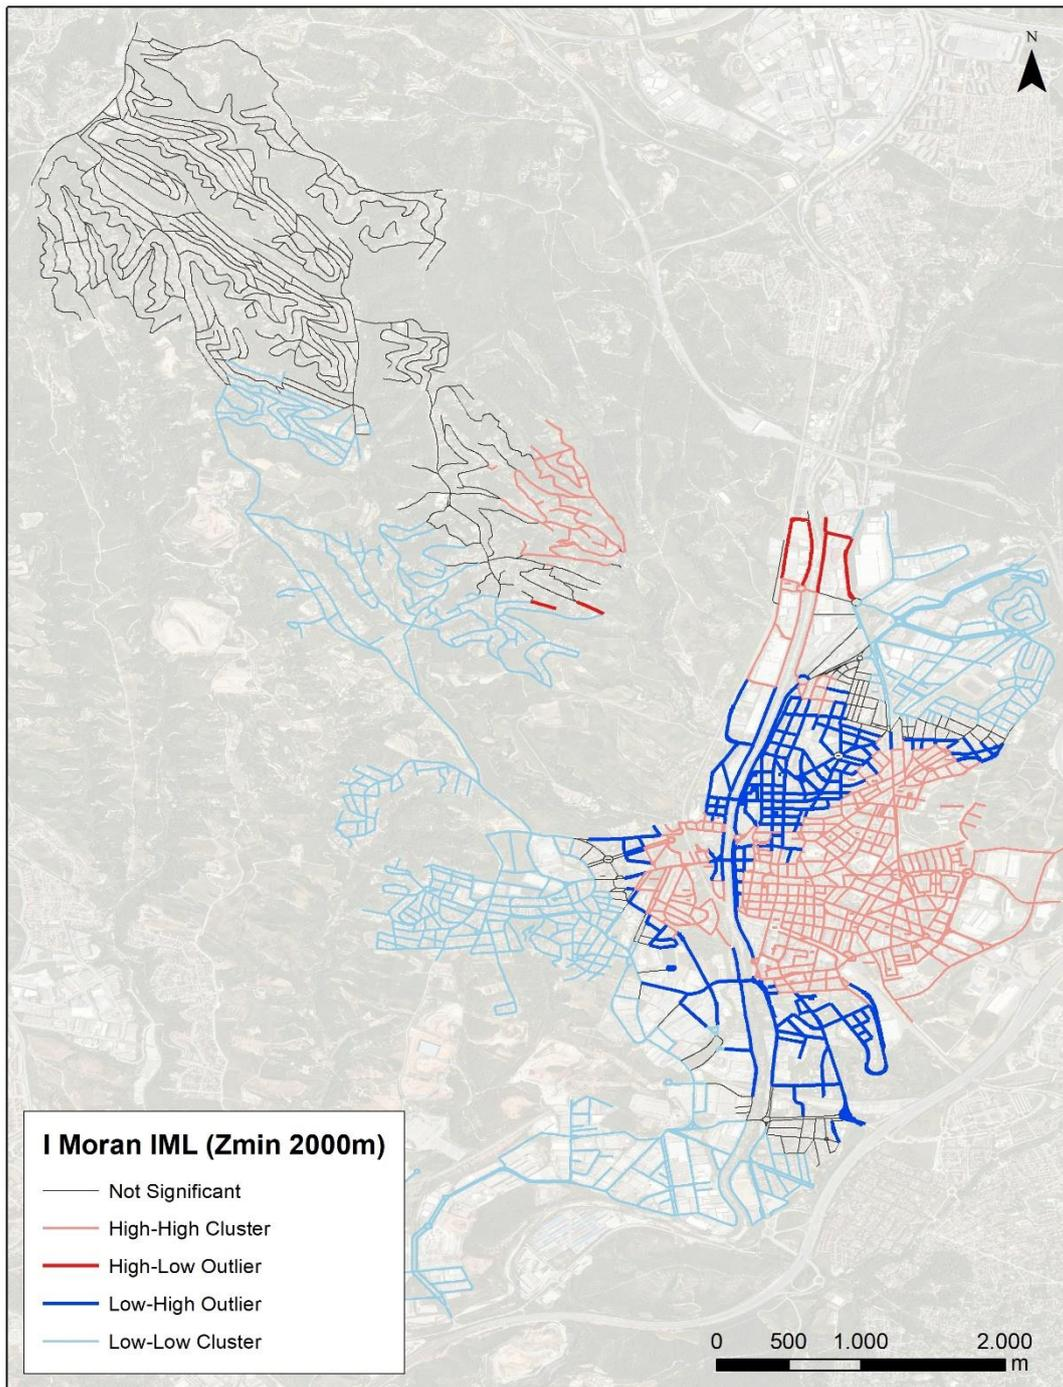 N
I Moran IML (Zmin 2000m)
Not Significant
High-High Cluster
High-Low Outlier
Low-High Outlier
Low-Low Cluster
0 500 1.000 2.000
m